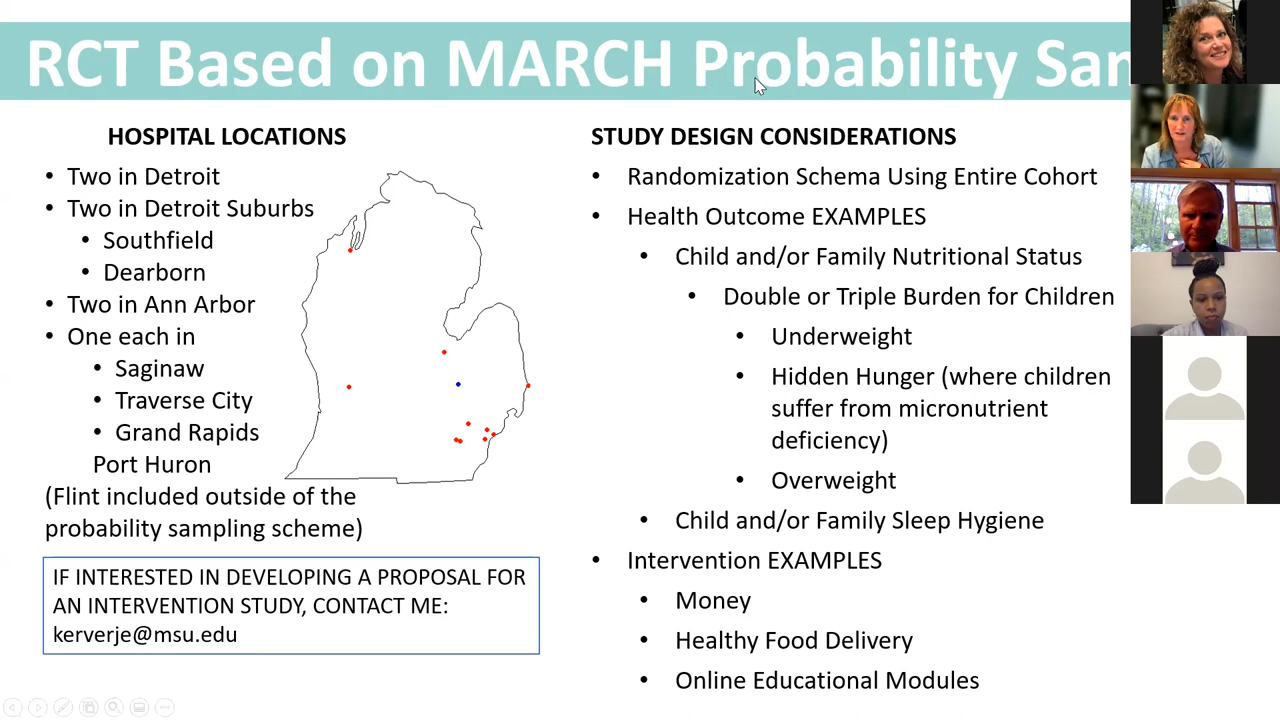 RCT Based on MARCH Probability San
HOSPITAL LOCATIONS
• Two in Detroit
• Two in Detroit Suburbs
• Southfield
• Dearborn
• Two in Ann Arbor
• One each in
• Saginaw
• Traverse City
• Grand Rapids
Port Huron
(Flint included outside of the
probability sampling scheme)
IF INTERESTED IN DEVELOPING A PROPOSAL FOR
AN INTERVENTION STUDY, CONTACT ME:
kerverje@msu.edu
STUDY DESIGN CONSIDERATIONS
• Randomization Schema Using Entire Cohort
• Health Outcome EXAMPLES
• Child and/or Family Nutritional Status
• Double or Triple Burden for Children
• Underweight
• Hidden Hunger (where children
suffer from micronutrient
deficiency)
• Overweight
• Child and/or Family Sleep Hygiene
• Intervention EXAMPLES
• Money
• Healthy Food Delivery
• Online Educational Modules